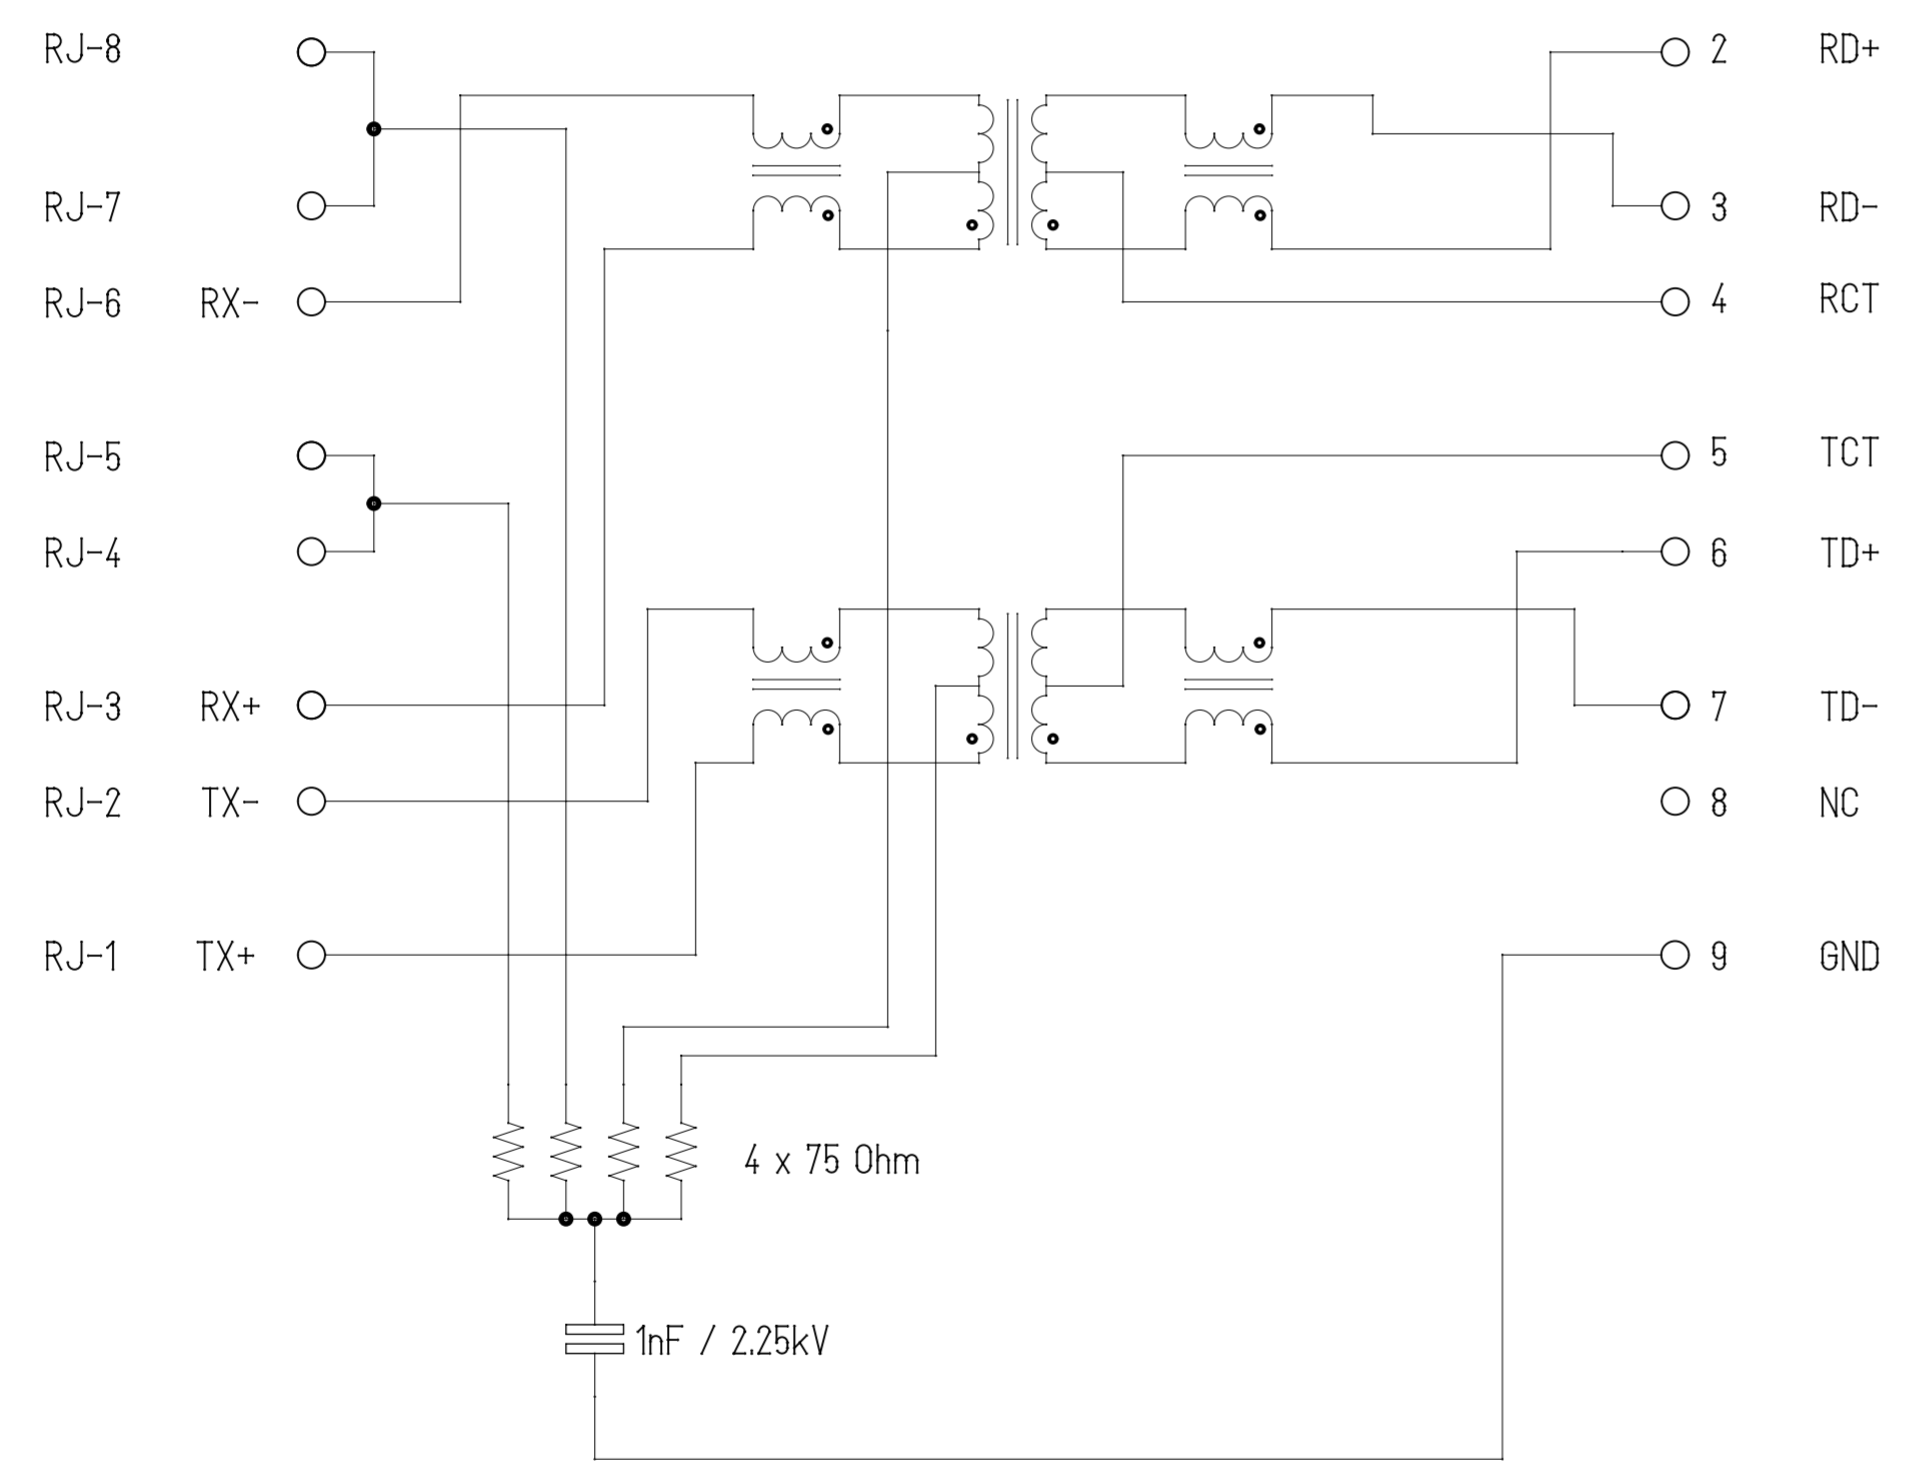 RJ-8 2 RD+
RJ-7 3 RD-
RJ-6 RX- 4 RCT
RJ-5 5 TCT
RJ-4 6 TD+
RJ-3 RX+ 7 TD-
RJ-2 TX- 8 NC
RJ-1 TX+ 9 GND
4 x 75 Ohm
1nF / 2.25kV